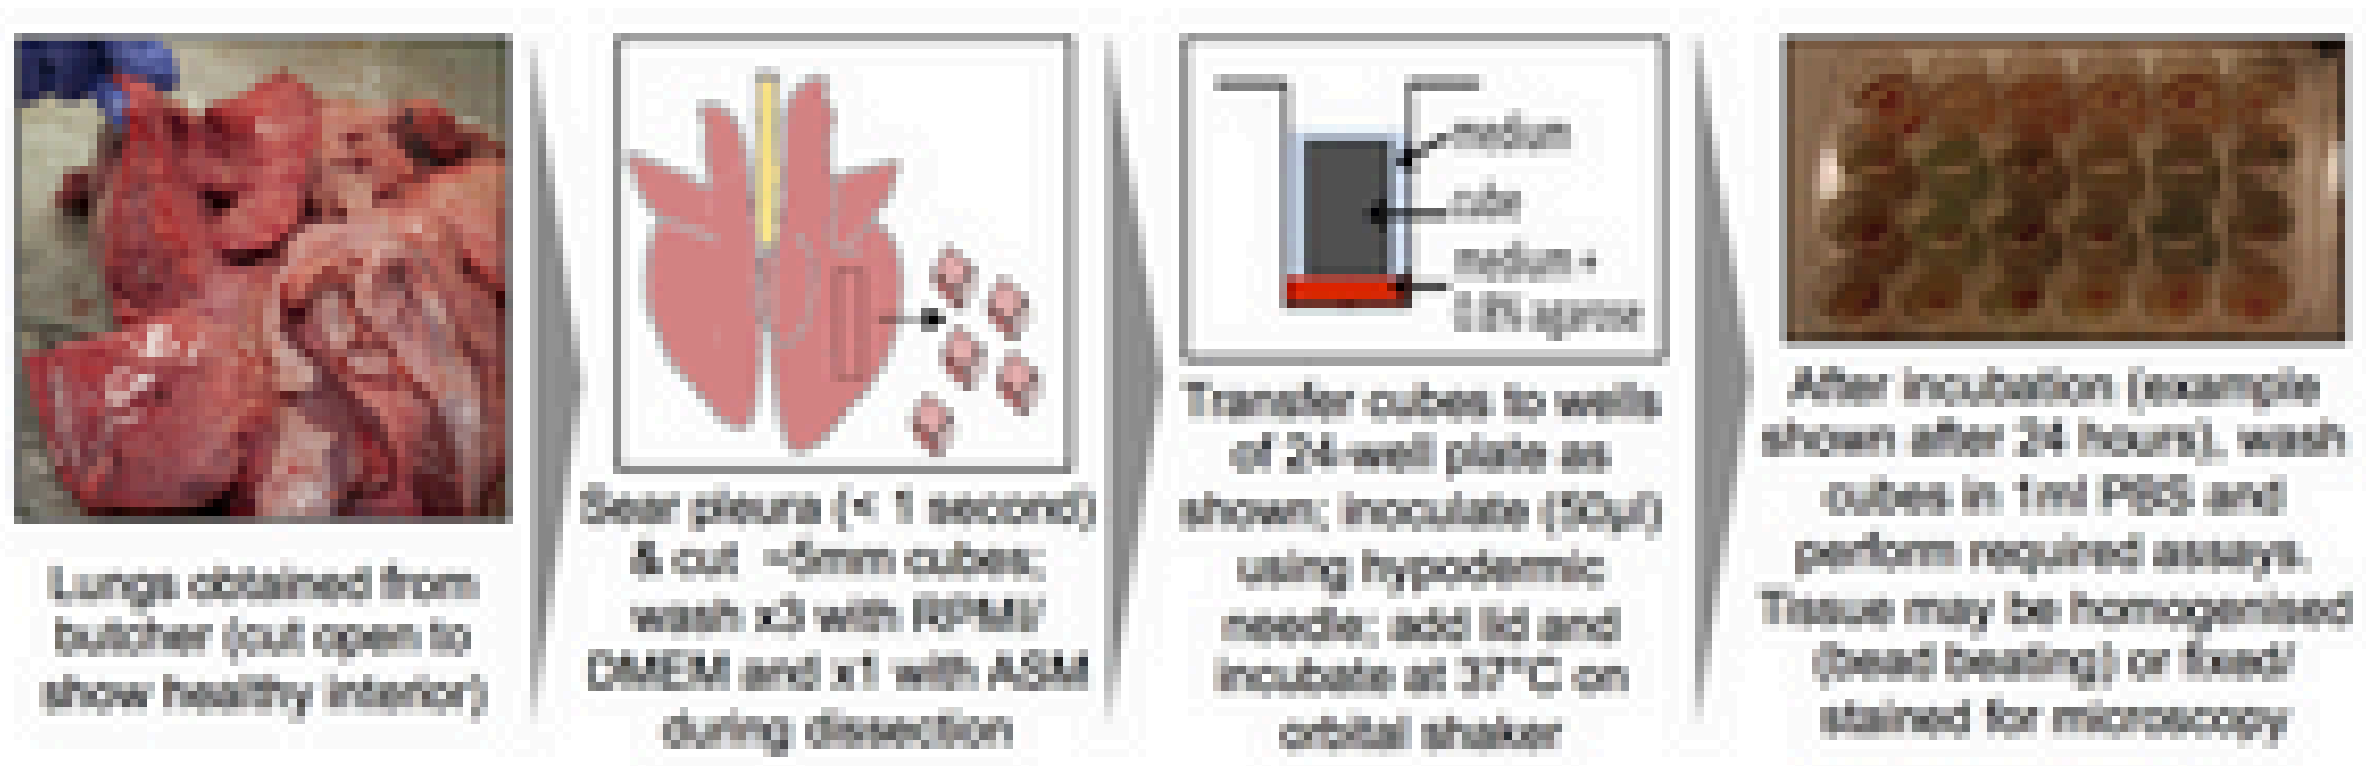 Lungs obtained from
butcher (cut open to
show healthy interior)
Sear pleura (< 1 second)
& cut ~5mm cubes;
wash x3 with RPMI/
DMEM and x1 with ASM
during dissection
medium
cube
medium +
0.8% agarose
Transfer cubes to wells
of 24-well plate as
shown; inoculate (50µl)
using hypodermic
needle; add lid and
incubate at 37°C on
orbital shaker
After incubation (example
shown after 24 hours), wash
cubes in 1ml PBS and
perform required assays.
Tissue may be homogenised
(bead beating) or fixed/
stained for microscopy